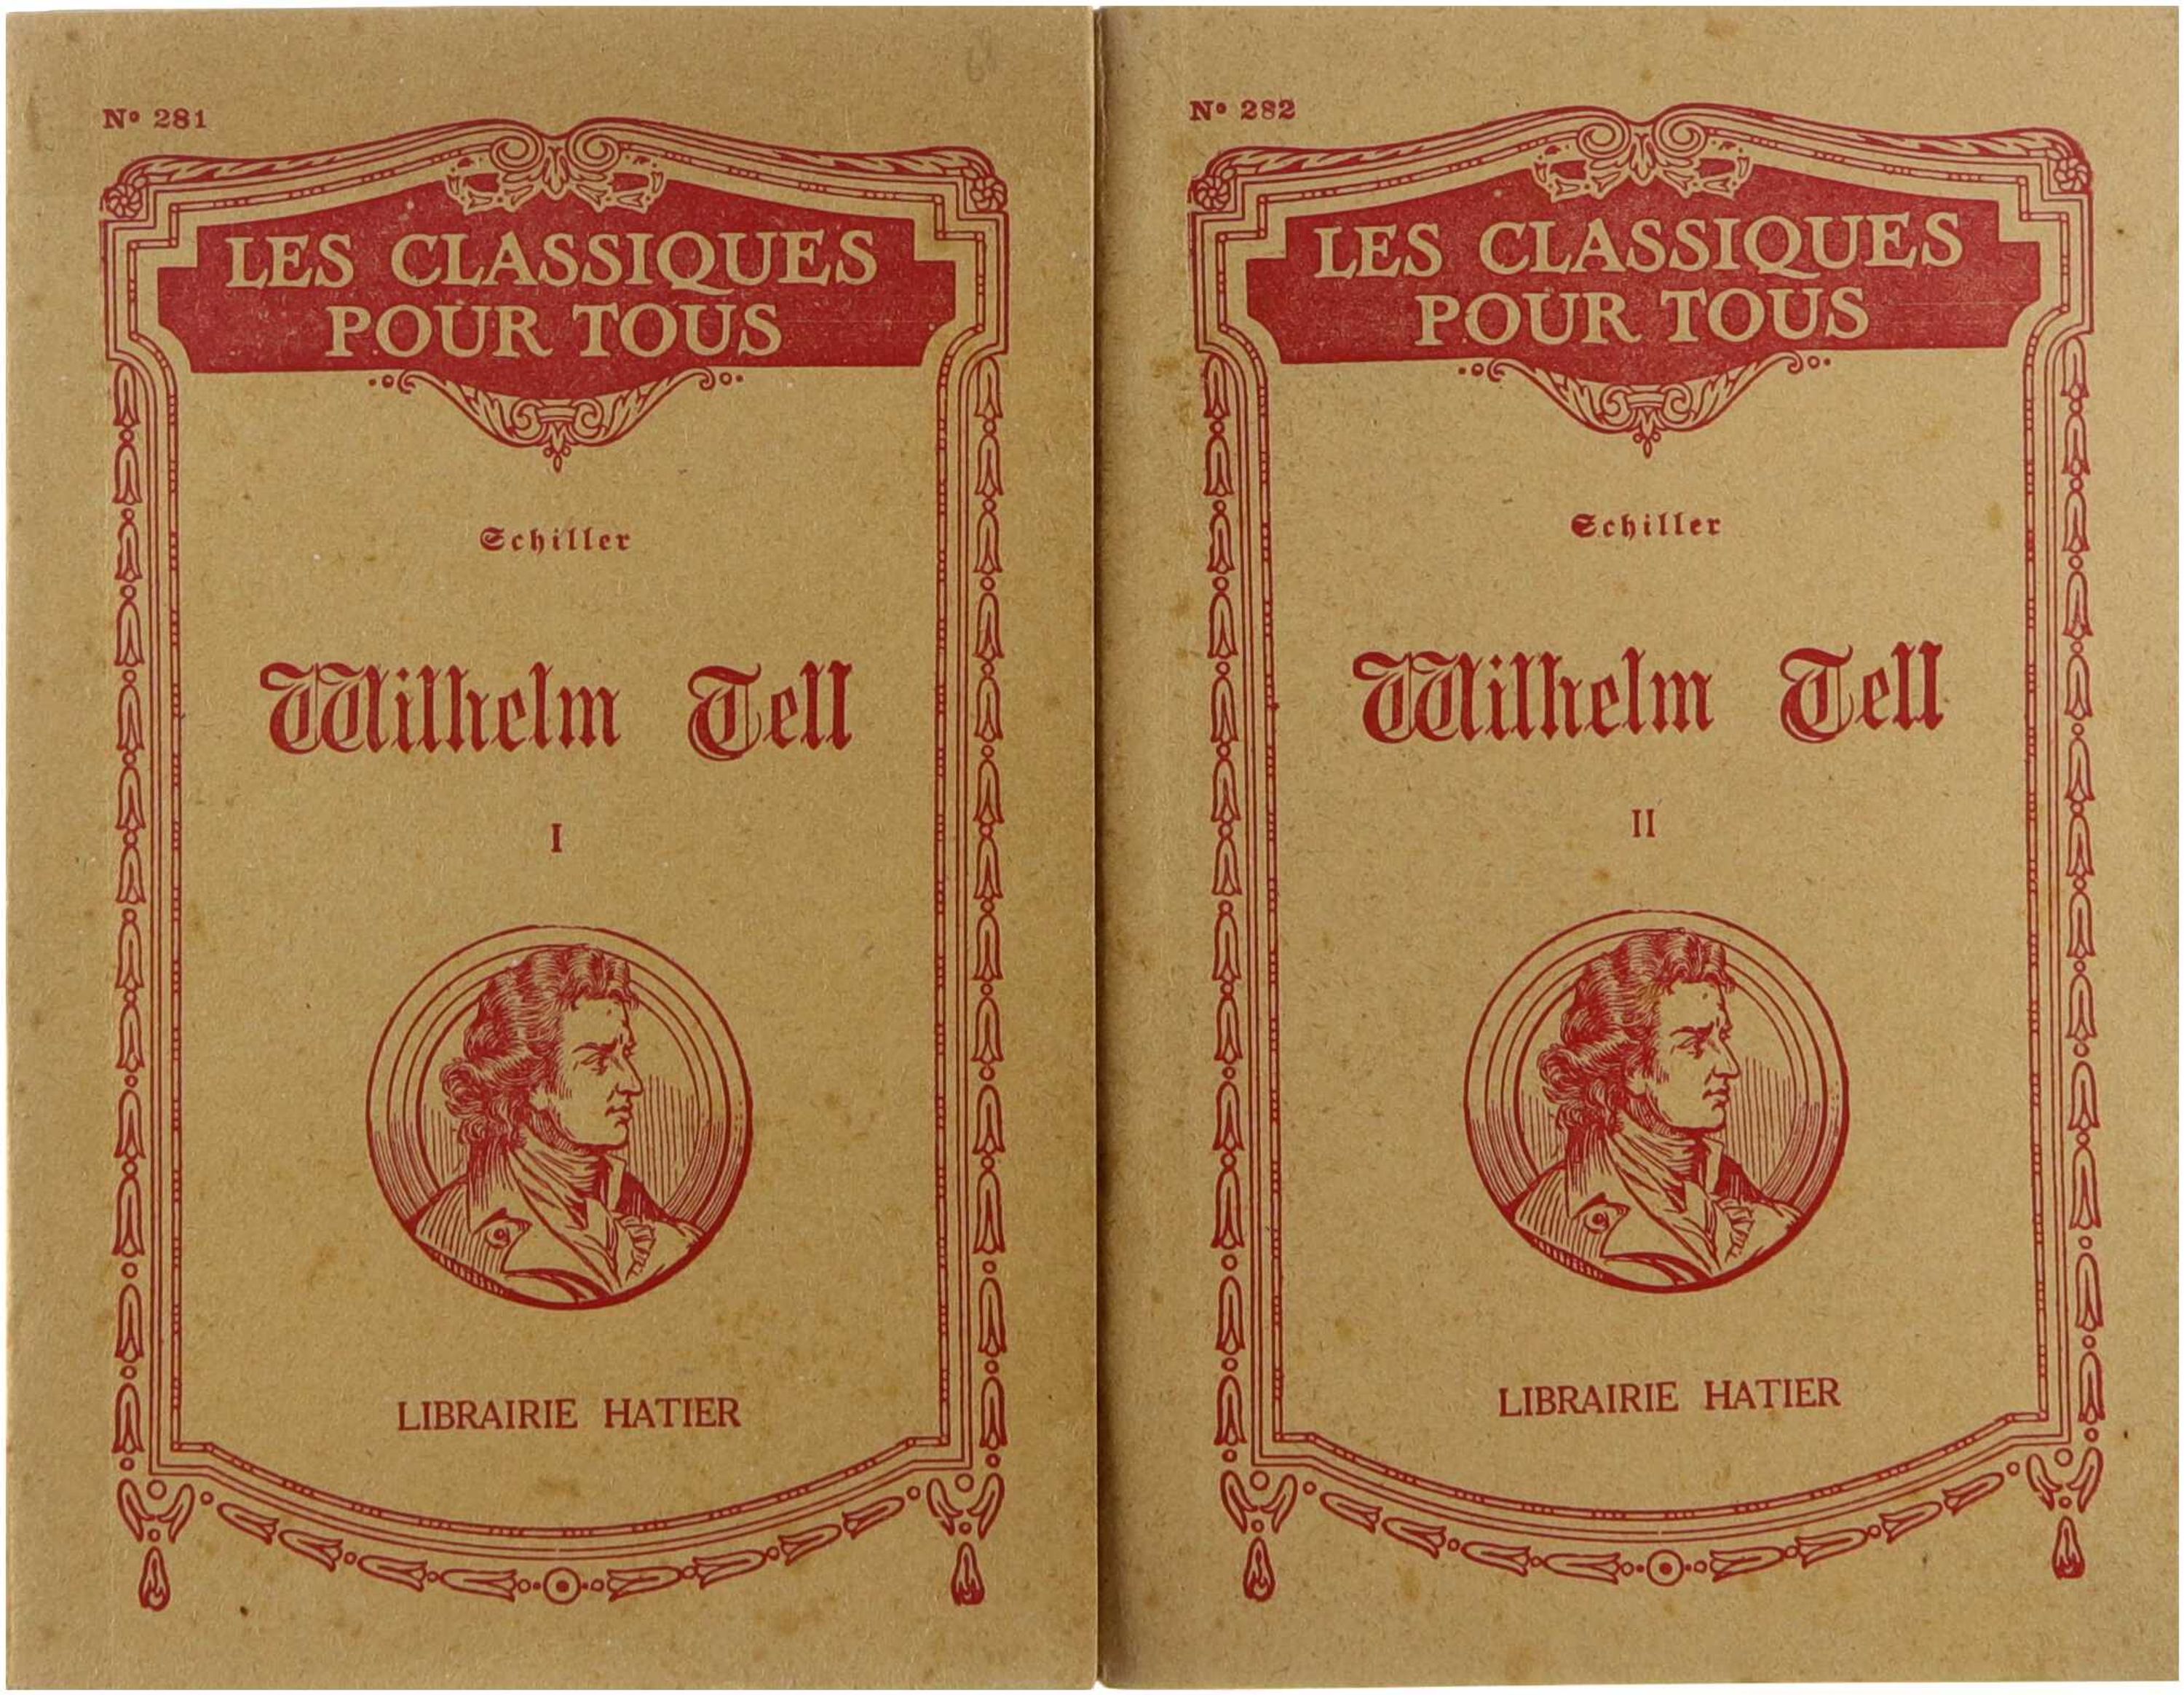 Nº 281
LES CLASSIQUES
POUR TOUS
Schiller
Wilhelm Tell
I
LIBRAIRIE HATIER
Nº 282
LES CLASSIQUES
POUR TOUS
Schiller
Wilhelm Tell
II
LIBRAIRIE HATIER